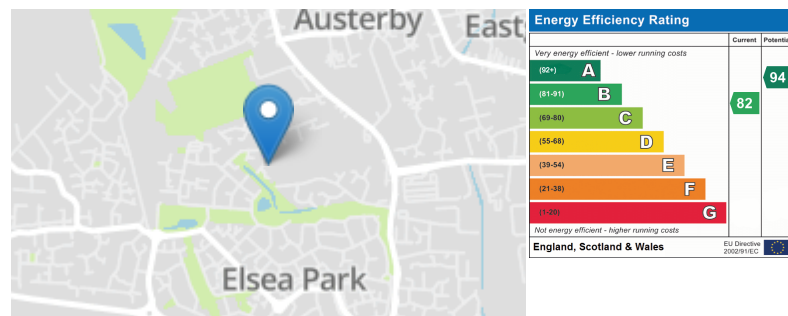 Austerby
East
Elsea Park
Energy Efficiency Rating
Current Potentia
Very energy efficient - lower running costs
(92+) A
94
(81-91) B
82
(69-80) C
(55-68) D
(39-54) E
(21-38) F
(1-20) G
Not energy efficient - higher running costs
England, Scotland & Wales
EU Directive
2002/91/EC